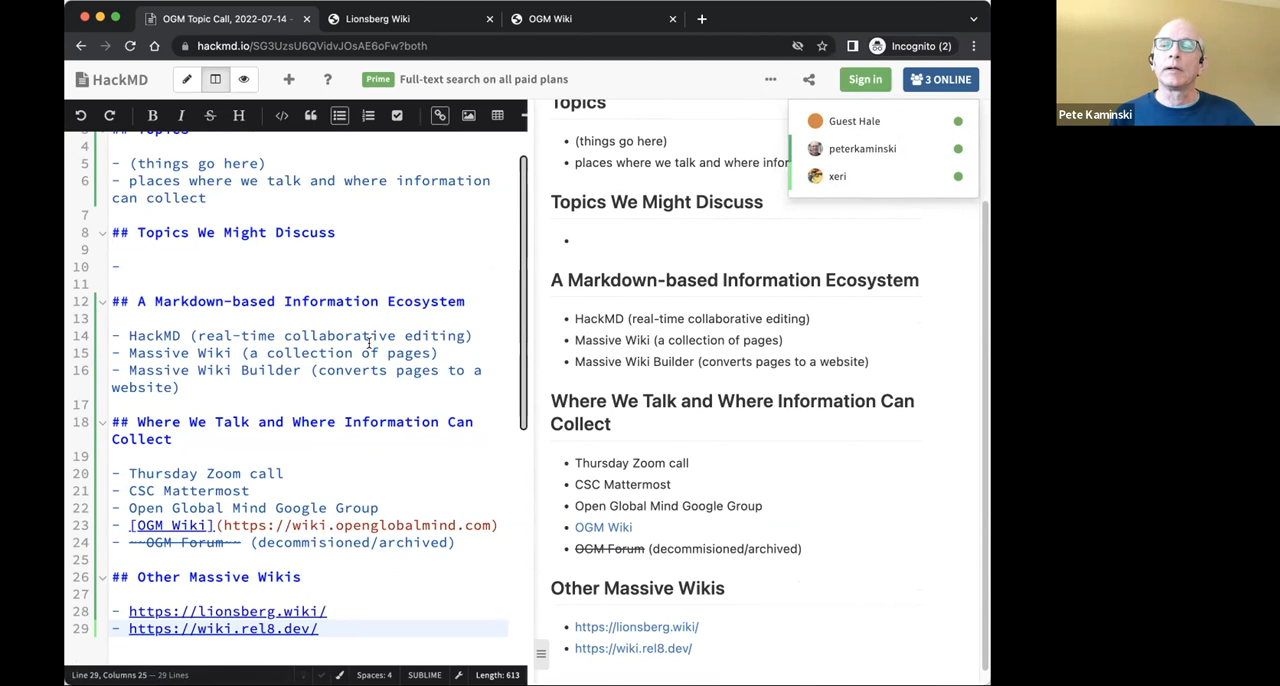 OGM Topic Call, 2022-07-14 -
Lionsberg Wiki
OGM Wiki
hackmd.io/SG3UzsU6QVidvJOsAE6oFw?both
Incognito (2)
HackMD
Prime
Full-text search on all paid plans
Sign in
3 ONLINE
Pete Kaminski
B I S H
Guest Hale
peterkaminski
xeri
3 ## Topics
4
5 - (things go here)
6 - places where we talk and where information
can collect
7
8 ## Topics We Might Discuss
9
10 -
11
12 ## A Markdown-based Information Ecosystem
13
14 - HackMD (real-time collaborative editing)
15 - Massive Wiki (a collection of pages)
16 - Massive Wiki Builder (converts pages to a
website)
17
18 ## Where We Talk and Where Information Can
Collect
19
20 - Thursday Zoom call
21 - CSC Mattermost
22 - Open Global Mind Google Group
23 - [OGM Wiki](https://wiki.openglobalmind.com)
24 - ~~OGM Forum~~ (decommisioned/archived)
25
26 ## Other Massive Wikis
27
28 - https://lionsberg.wiki/
29 - https://wiki.rel8.dev/
Line 29, Columns 25 — 29 Lines
Spaces: 4
SUBLIME
Length: 613
Topics
• (things go here)
• places where we talk and where infor
Topics We Might Discuss
•
A Markdown-based Information Ecosystem
• HackMD (real-time collaborative editing)
• Massive Wiki (a collection of pages)
• Massive Wiki Builder (converts pages to a website)
Where We Talk and Where Information Can
Collect
• Thursday Zoom call
• CSC Mattermost
• Open Global Mind Google Group
• OGM Wiki
• OGM Forum (decommisioned/archived)
Other Massive Wikis
• https://lionsberg.wiki/
• https://wiki.rel8.dev/